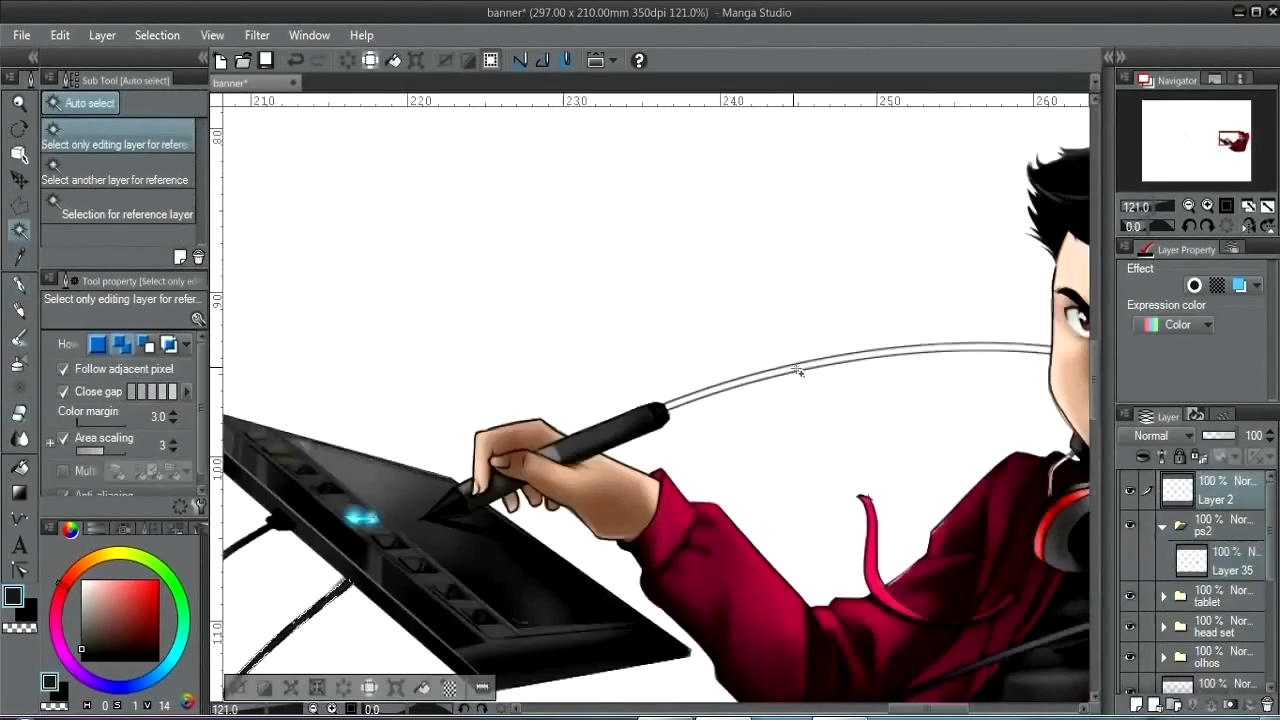 banner* (297.00 x 210.00mm 350dpi 121.0%) - Manga Studio
File Edit Layer Selection View Filter Window Help
Sub Tool [Auto select]
Auto select
Select only editing layer for refere
Select another layer for reference
Selection for reference layer
Tool property [Select only edi
Select only editing layer for refer...
Follow adjacent pixel
Close gap
Color margin 3.0
Area scaling 3
Multi
H 0 S 1 V 14
banner*
210 220 230 240 250 260
80
90
100
110
121.0 0.0
Navigator
121.0
0.0
Layer Property
Effect
Expression color
Color
Layer
Normal 100
100 % Nor...
Layer 2
100 % Nor...
ps2
100 % N...
Layer 35
100 % Nor...
tablet
100 % Nor...
head set
100 % Nor...
olhos
100 % Nor...